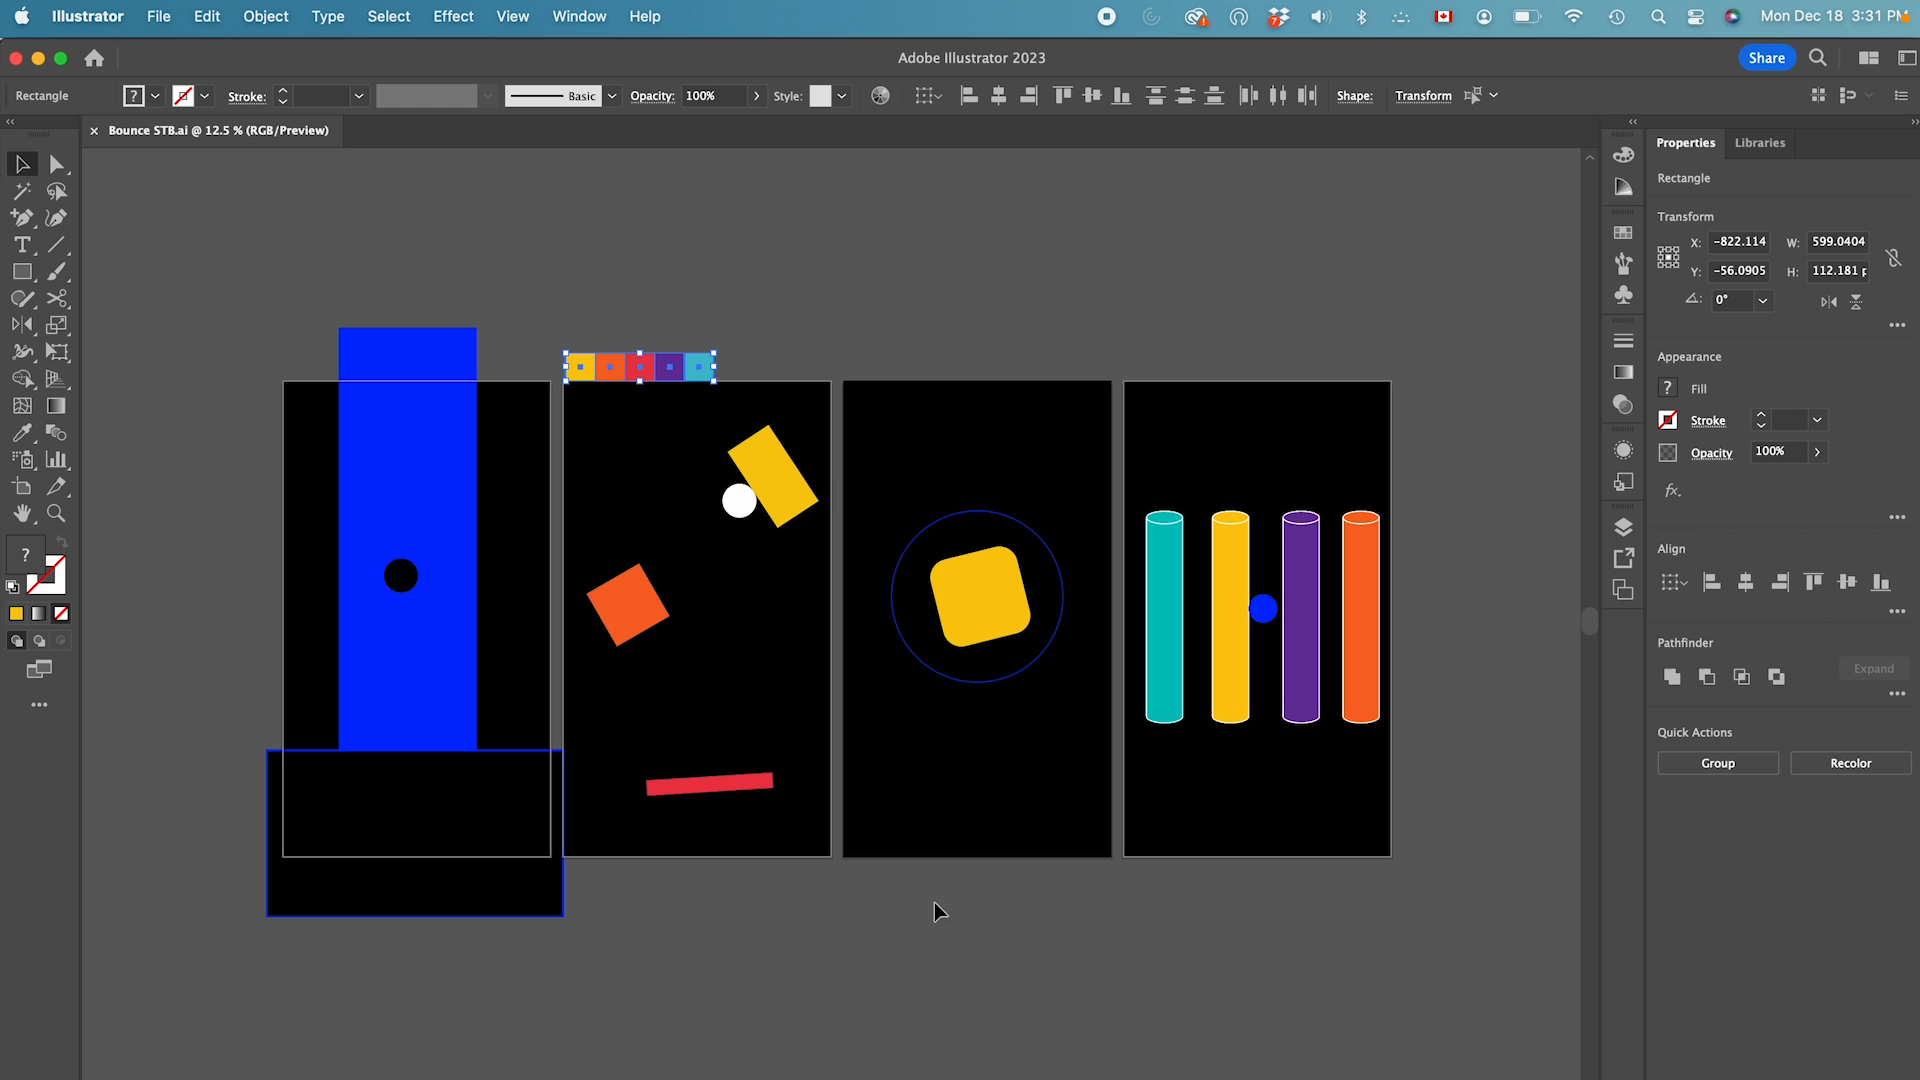 Illustrator File Edit Object Type Select Effect View Window Help
7
Mon Dec 18 3:31 PM
Adobe Illustrator 2023
Share
Rectangle
?
Stroke:
Basic
Opacity: 100%
Style:
Shape:
Transform
× Bounce STB.ai @ 12.5 % (RGB/Preview)
Properties Libraries
Rectangle
Transform
X: -822.114 W: 599.0404
Y: -56.0905 H: 112.181 p
0°
Appearance
? Fill
Stroke
Opacity 100%
fx.
Align
Pathfinder
Expand
Quick Actions
Group Recolor
?